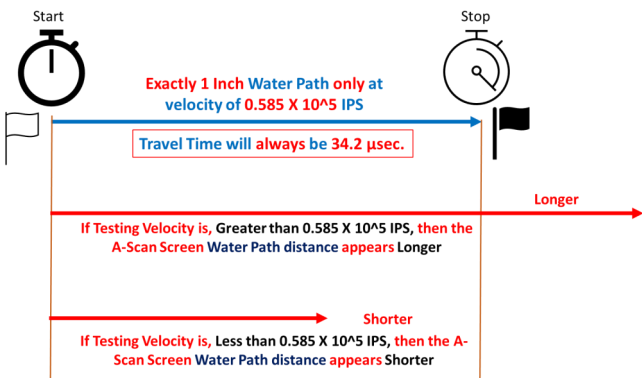 Start
Stop
Exactly 1 Inch Water Path only at
velocity of 0.585 X 10^5 IPS
Travel Time will always be 34.2 µsec.
Longer
If Testing Velocity is, Greater than 0.585 X 10^5 IPS, then the
A-Scan Screen Water Path distance appears Longer
Shorter
If Testing Velocity is, Less than 0.585 X 10^5 IPS, then the A-
Scan Screen Water Path distance appears Shorter